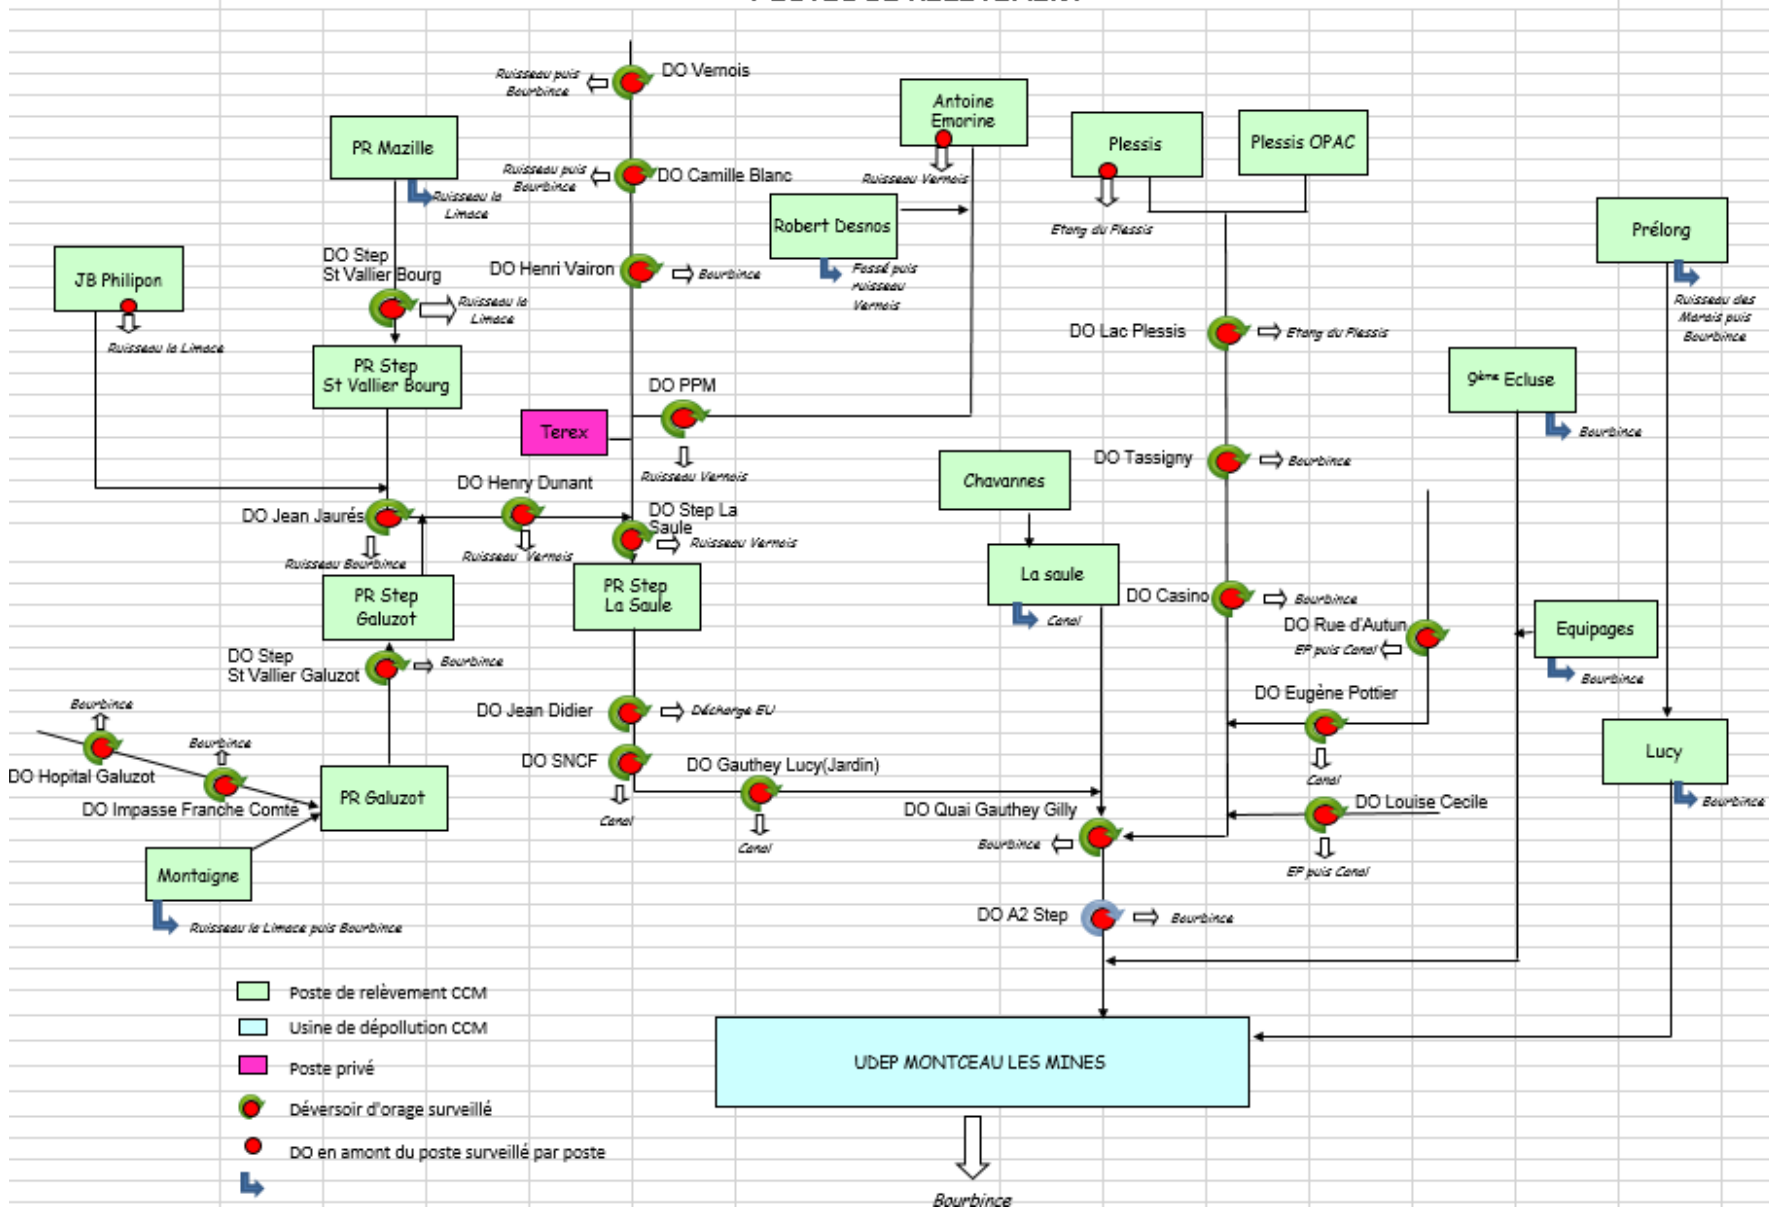 DO Vernois
Ruisseau puis
Bourbince
Antoine
Emorine
Ruisseau Vernois
Plessis
Etang du Plessis
Plessis OPAC
PR Mazille
Ruisseau la
Limace
Ruisseau puis
Bourbince
DO Camille Blanc
Robert Desnos
Fossé puis
ruisseau
Vernois
Prélong
Ruisseau des
Marais puis
Bourbince
JB Philipon
Ruisseau la Limace
DO Step
St Vallier Bourg
Ruisseau la
Limace
DO Henri Vairon
Bourbince
DO Lac Plessis
Etang du Plessis
PR Step
St Vallier Bourg
9ème Ecluse
Bourbince
DO PPM
Ruisseau Vernois
Terex
DO Tassigny
Bourbince
Chavannes
DO Henry Dunant
Ruisseau Vernois
DO Jean Jaurés
Ruisseau Bourbince
DO Step La
Saule
Ruisseau Vernois
PR Step
Galuzot
PR Step
La Saule
La saule
Canal
DO Casino
Bourbince
DO Rue d'Autun
EP puis Canal
Equipages
Bourbince
DO Step
St Vallier Galuzot
Bourbince
DO Eugène Pottier
Canal
Bourbince
DO Hopital Galuzot
Bourbince
DO Impasse Franche Comte
DO Jean Didier
Décharge EU
Lucy
Bourbince
PR Galuzot
DO SNCF
Canal
DO Gauthey Lucy(Jardin)
Canal
DO Quai Gauthey Gilly
Bourbince
DO Louise Cecile
EP puis Canal
Montaigne
Ruisseau la Limace puis Bourbince
DO A2 Step
Bourbince
Poste de relèvement CCM
Usine de dépollution CCM
Poste privé
Déversoir d'orage surveillé
DO en amont du poste surveillé par poste
UDEP MONTCEAU LES MINES
Bourbince